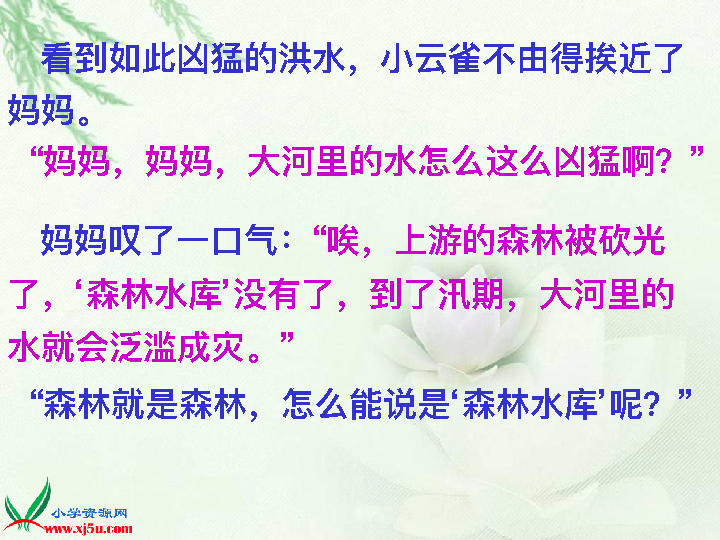 看到如此凶猛的洪水，小云雀不由得挨近了
妈妈。
“妈妈，妈妈，大河里的水怎么这么凶猛啊？”
妈妈叹了一口气：“唉，上游的森林被砍光
了，‘森林水库’没有了，到了汛期，大河里的
水就会泛滥成灾。”
“森林就是森林，怎么能说是‘森林水库’呢？”
小学资源网
www.xj5u.com